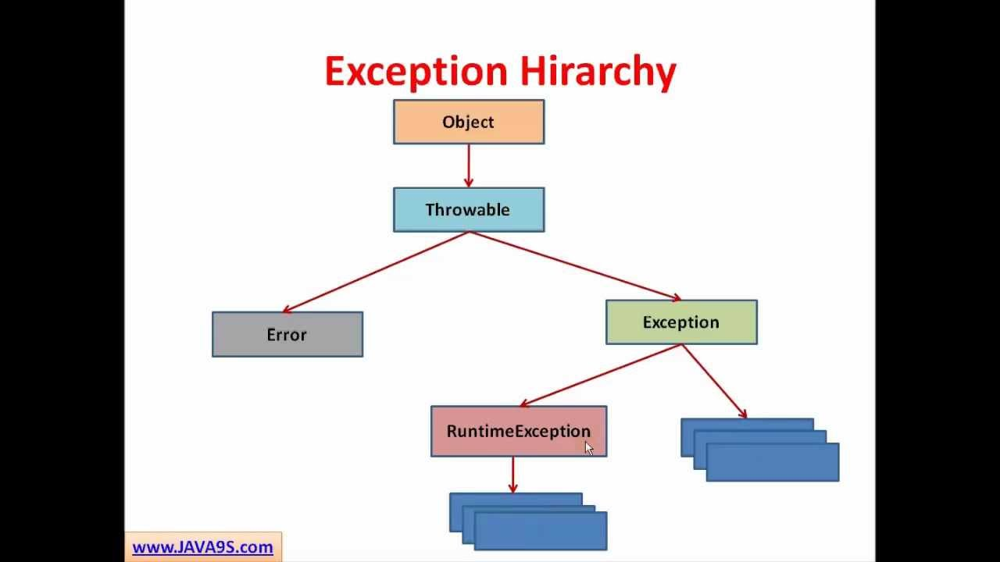 Exception Hirarchy
Object
Throwable
Error
Exception
RuntimeException
www.JAVA9S.com